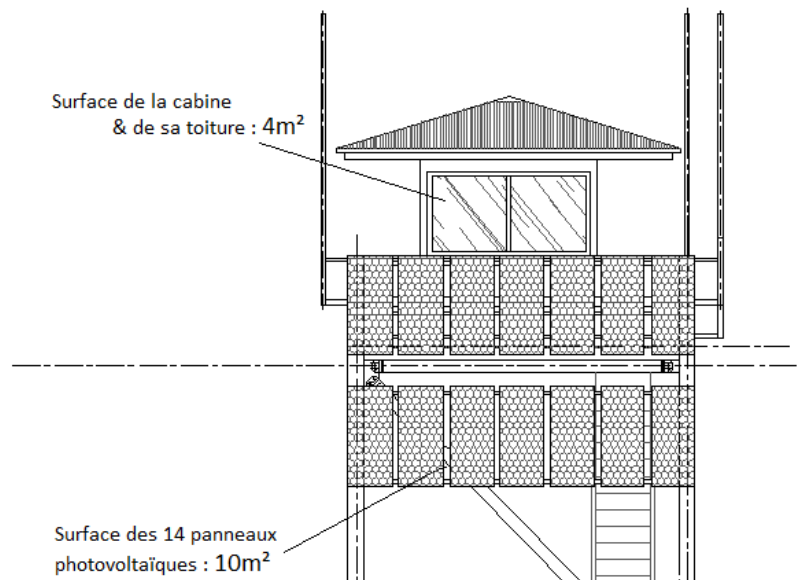 Surface de la cabine
& de sa toiture : 4m²
Surface des 14 panneaux
photovoltaïques : 10m²